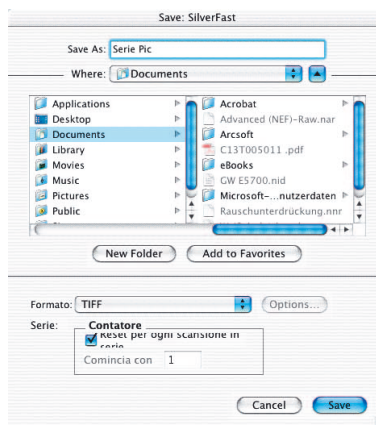 Save: SilverFast
Save As: Serie Pic
Where: Documents
Applications
Desktop
Documents
Library
Movies
Music
Pictures
Public
Acrobat
Advanced (NEF)-Raw.nar
Arcsoft
C13T005011 .pdf
eBooks
GW E5700.nid
Microsoft-...nutzerdaten
Rauschunterdrückung.nnr
New Folder
Add to Favorites
Formato: TIFF
Options...
Serie:
Contatore
Reset per ogni scansione in
serie
Comincia con 1
Cancel
Save